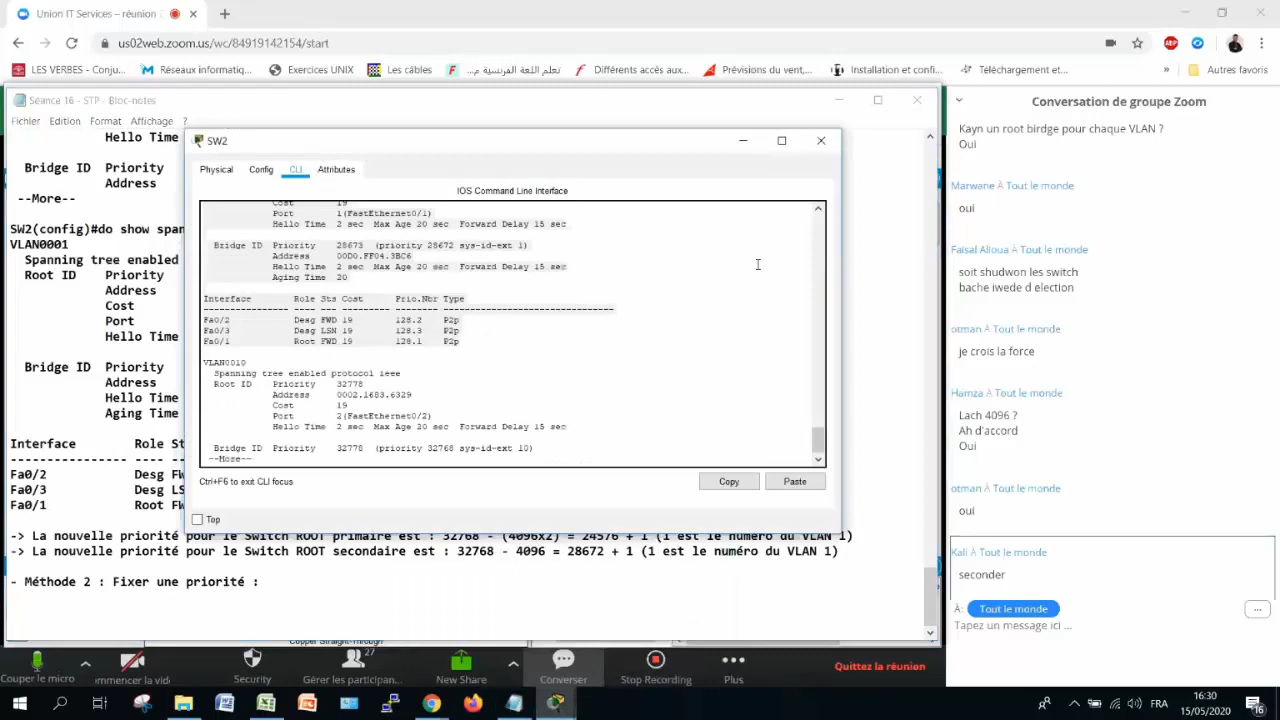 Union IT Services – réunion
us02web.zoom.us/wc/84919142154/start
LES VERBES - Conju...
Réseaux informatiq...
Exercices UNIX
Les câbles
تعلم اللغة الفرنسية م...
Différents accès aux...
Prévisions du vent,...
Installation et confi...
Téléchargement et...
»
Autres favoris
Séance 16 - STP - Bloc-notes
Fichier Edition Format Affichage ?
Hello Time
Bridge ID Priority
Address
--More--
SW2(config)#do show span
VLAN0001
Spanning tree enabled
Root ID Priority
Address
Cost
Port
Hello Time
Bridge ID Priority
Address
Hello Time
Aging Time
Interface Role St
---------------- ----
Fa0/2 Desg FW
Fa0/3 Desg LS
Fa0/1 Root FW
-> La nouvelle priorité pour le Switch ROOT primaire est : 32768 - (4096x2) = 24576 + 1 (1 est le numéro du VLAN 1)
-> La nouvelle priorité pour le Switch ROOT secondaire est : 32768 - 4096 = 28672 + 1 (1 est le numéro du VLAN 1)
- Méthode 2 : Fixer une priorité :
SW2
Physical Config CLI Attributes
IOS Command Line Interface
Cost 19
Port 1(FastEthernet0/1)
Hello Time 2 sec Max Age 20 sec Forward Delay 15 sec
Bridge ID Priority 28673 (priority 28672 sys-id-ext 1)
Address 00D0.FF04.3BC6
Hello Time 2 sec Max Age 20 sec Forward Delay 15 sec
Aging Time 20
Interface Role Sts Cost Prio.Nbr Type
---------------- ---- --- --------- -------- --------------------------------
Fa0/2 Desg FWD 19 128.2 P2p
Fa0/3 Desg LSN 19 128.3 P2p
Fa0/1 Root FWD 19 128.1 P2p
VLAN0010
Spanning tree enabled protocol ieee
Root ID Priority 32778
Address 0002.1683.6329
Cost 19
Port 2(FastEthernet0/2)
Hello Time 2 sec Max Age 20 sec Forward Delay 15 sec
Bridge ID Priority 32778 (priority 32768 sys-id-ext 10)
--More--
Ctrl+F6 to exit CLI focus
Copy
Paste
Top
Copper Straight-Through
Conversation de groupe Zoom
Kayn un root birdge pour chaque VLAN ?
Oui
Marwane À Tout le monde
oui
Faisal Alioua À Tout le monde
soit shudwon les switch
bache iwede d election
otman À Tout le monde
je crois la force
Hamza À Tout le monde
Lach 4096 ?
Ah d'accord
Oui
otman À Tout le monde
oui
Kali À Tout le monde
seconder
À: Tout le monde
...
Tapez un message ici ...
Couper le micro
mmencer la vid
Security
27
Gérer les participan...
New Share
Converser
Stop Recording
Plus
Quittez la réunion
FRA
16:30
15/05/2020
16